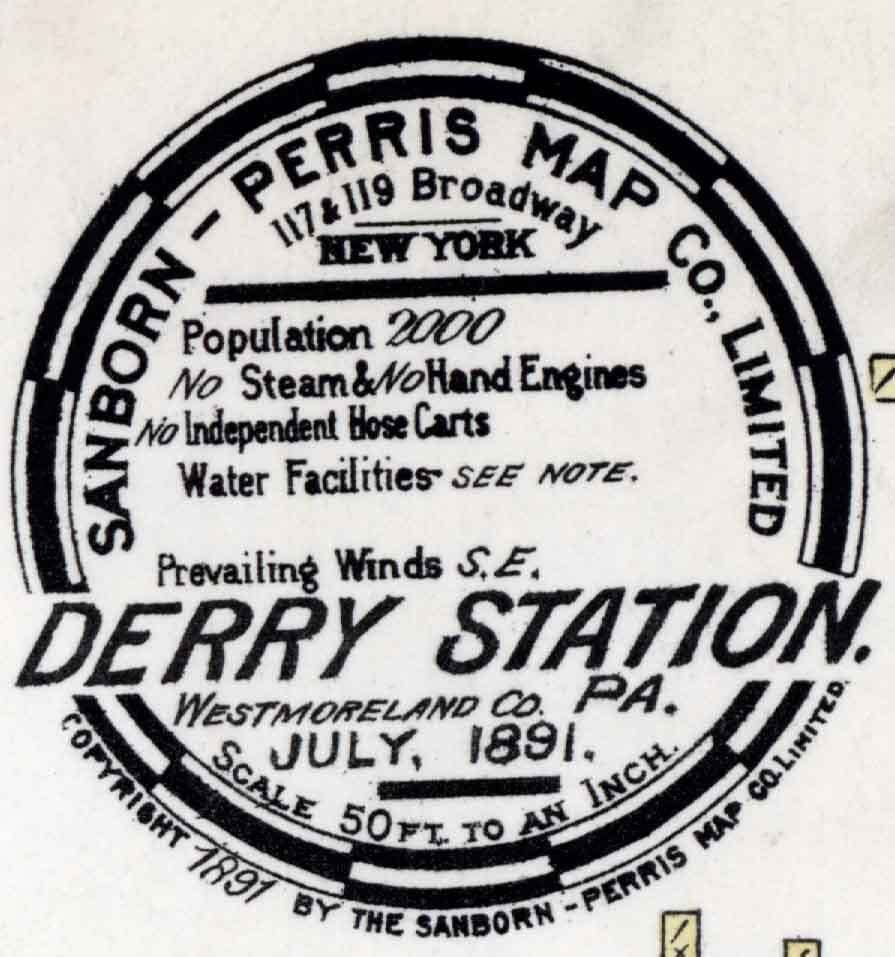 SANBORN - PERRIS MAP CO., LIMITED
117 & 119 Broadway
NEW YORK
Population 2000
No Steam & No Hand Engines
No Independent Hose Carts
Water Facilities SEE NOTE.
Prevailing Winds S.E.
DERRY STATION.
WESTMORELAND CO. PA.
JULY, 1891.
SCALE 50 FT. TO AN INCH.
COPYRIGHT 1891 BY THE SANBORN - PERRIS MAP CO. LIMITED.